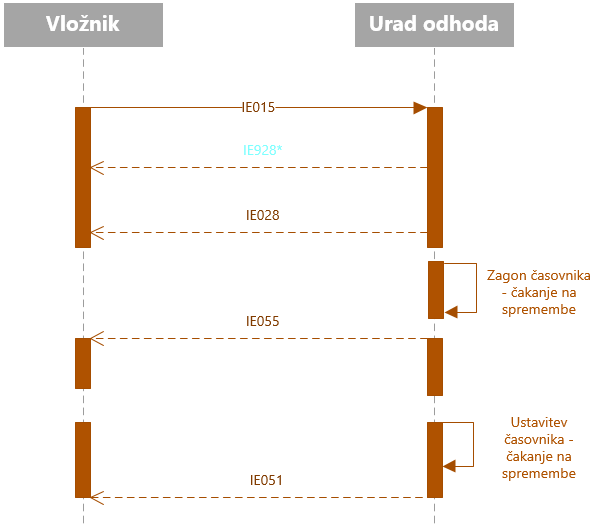 Vložnik
Urad odhoda
IE015
IE928*
IE028
Zagon časovnika
- čakanje na
spremembe
IE055
Ustavitev
časovnika -
čakanje na
spremembe
IE051